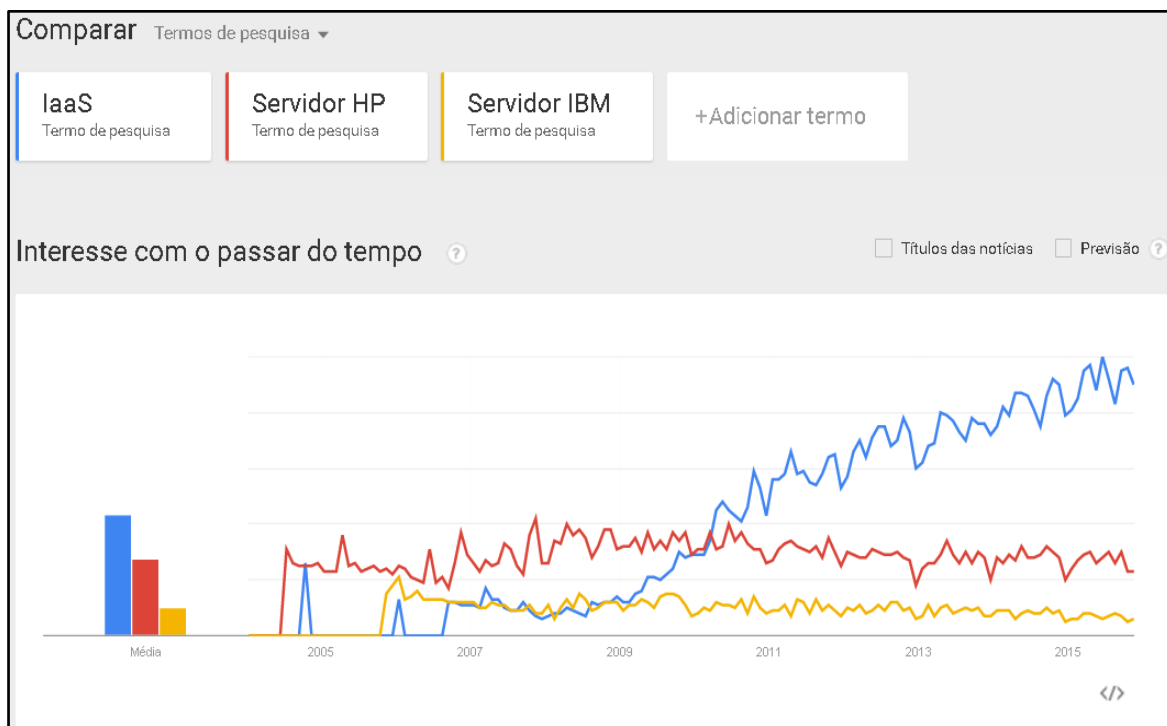 Comparar Termos de pesquisa
IaaS
Termo de pesquisa
Servidor HP
Termo de pesquisa
Servidor IBM
Termo de pesquisa
+Adicionar termo
Interesse com o passar do tempo ?
Títulos das notícias Previsão ?
Média 2005 2007 2009 2011 2013 2015
</>